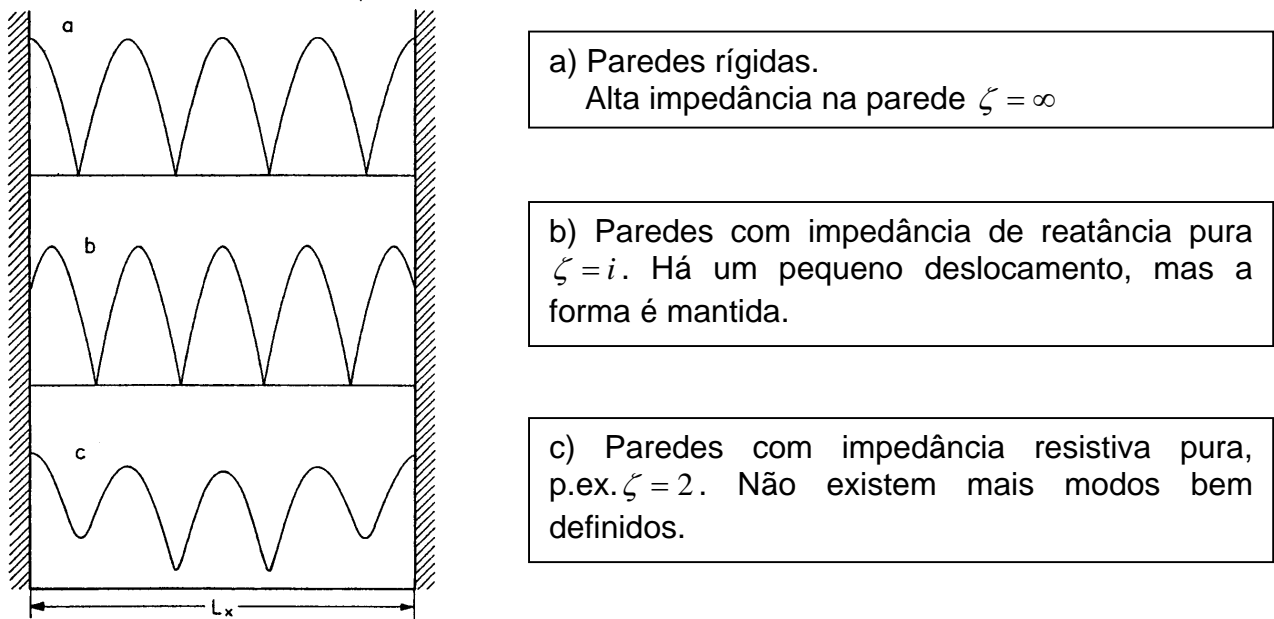 a
a) Paredes rígidas.
Alta impedância na parede ζ = ∞
b
b) Paredes com impedância de reatância pura
ζ = i. Há um pequeno deslocamento, mas a
forma é mantida.
c
c) Paredes com impedância resistiva pura,
p.ex. ζ = 2. Não existem mais modos bem
definidos.
Lx